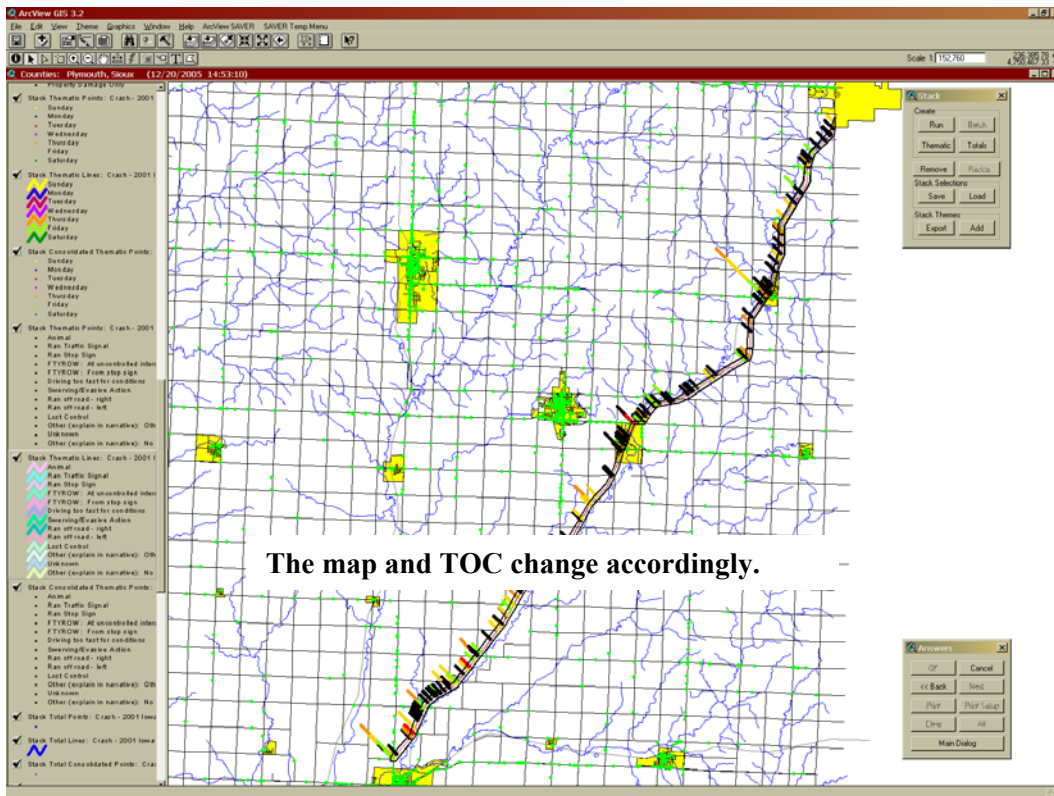 ArcView GIS 3.2
File Edit View Theme Graphics Window Help ArcView SAVER SAVER Temp Menu
Scale 1: 152,760
236,385.78
4,750,467.33
Counties: Plymouth, Sioux (12/20/2005 14:53:10)
Property Damage Only
Stack Thematic Points: Crash - 2001
Sunday
Monday
Tuesday
Wednesday
Thursday
Friday
Saturday
Stack Thematic Lines: Crash - 2001 I
Sunday
Monday
Tuesday
Wednesday
Thursday
Friday
Saturday
Stack Consolidated Thematic Points:
Sunday
Monday
Tuesday
Wednesday
Thursday
Friday
Saturday
Stack Thematic Points: Crash - 2001
Animal
Ran Traffic Signal
Ran Stop Sign
FTYROW: At uncontrolled inters
FTYROW: From stop sign
Driving too fast for conditions
Swerving/Evasive Action
Ran off road - right
Ran off road - left
Lost Control
Other (explain in narrative): Oth
Unknown
Other (explain in narrative): No
Stack Thematic Lines: Crash - 2001 I
Animal
Ran Traffic Signal
Ran Stop Sign
FTYROW: At uncontrolled inters
FTYROW: From stop sign
Driving too fast for conditions
Swerving/Evasive Action
Ran off road - right
Ran off road - left
Lost Control
Other (explain in narrative): Oth
Unknown
Other (explain in narrative): No
Stack Consolidated Thematic Points:
Animal
Ran Traffic Signal
Ran Stop Sign
FTYROW: At uncontrolled inters
FTYROW: From stop sign
Driving too fast for conditions
Swerving/Evasive Action
Ran off road - right
Ran off road - left
Lost Control
Other (explain in narrative): Oth
Unknown
Other (explain in narrative): No
Stack Total Points: Crash - 2001 Iowa
Stack Total Lines: Crash - 2001 Iowa
Stack Total Consolidated Points: Cras
The map and TOC change accordingly.
Stack
Create
Run Batch
Thematic Totals
Remove
Stack Selections
Save Load
Stack Themes
Export Add
Answers
Cancel
<< Back Next
Print Print Setup
Clear All
Main Dialog